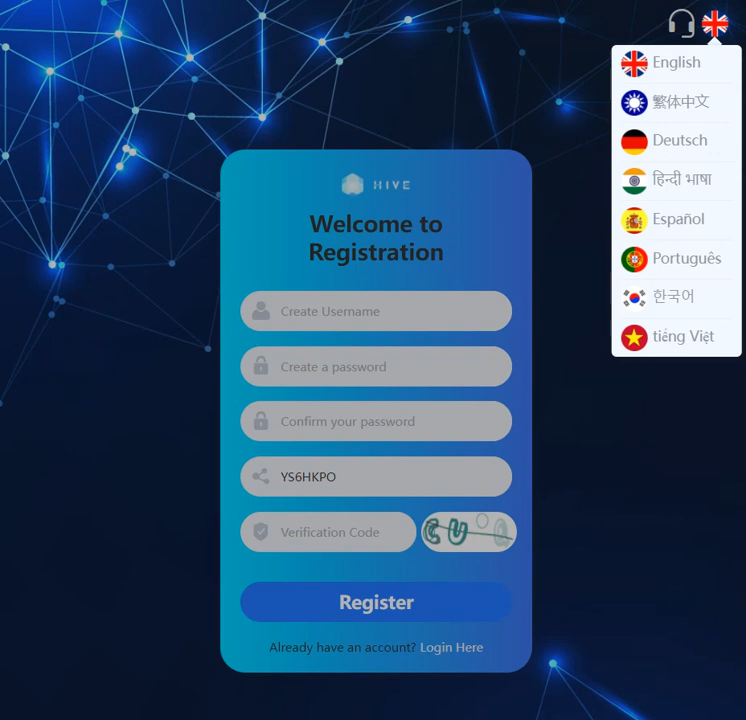 English
繁体中文
Deutsch
हिन्दी भाषा
Español
Português
한국어
tiếng Việt
HIVE
Welcome to
Registration
Create Username
Create a password
Confirm your password
YS6HKPO
Verification Code
Register
Already have an account? Login Here